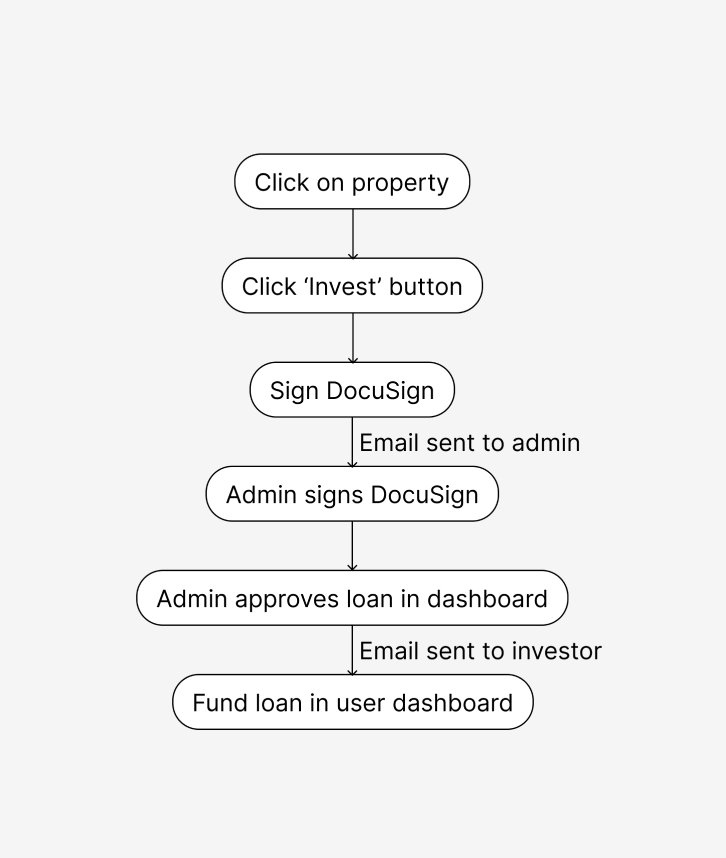 Click on property
Click ‘Invest’ button
Sign DocuSign
Email sent to admin
Admin signs DocuSign
Admin approves loan in dashboard
Email sent to investor
Fund loan in user dashboard